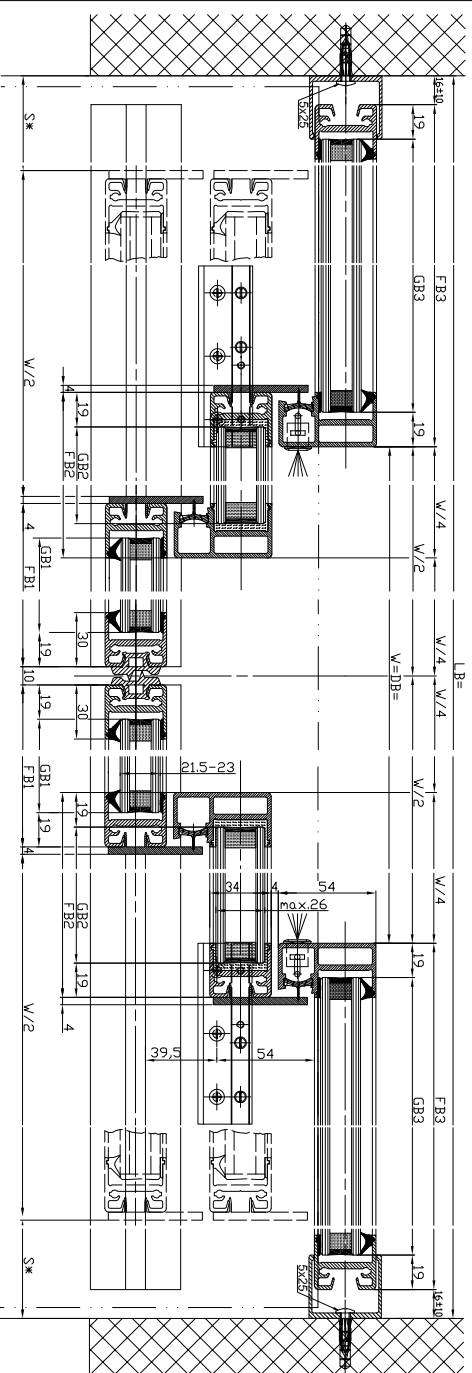 LB=
16±10
FB3
W/4
W/4
W/4
W/4
FB3
16±10
19
GB3
19
W/2
W/2
19
GB3
19
W=DB=
5x25
54
5x25
max.26
34
4
21.5-23
54
39,5
4
19
GB2
FB2
19
GB2
FB2
19
4
GB1
30
19
19
30
GB1
19
S*
W/2
4
FB1
10
FB1
4
W/2
S*